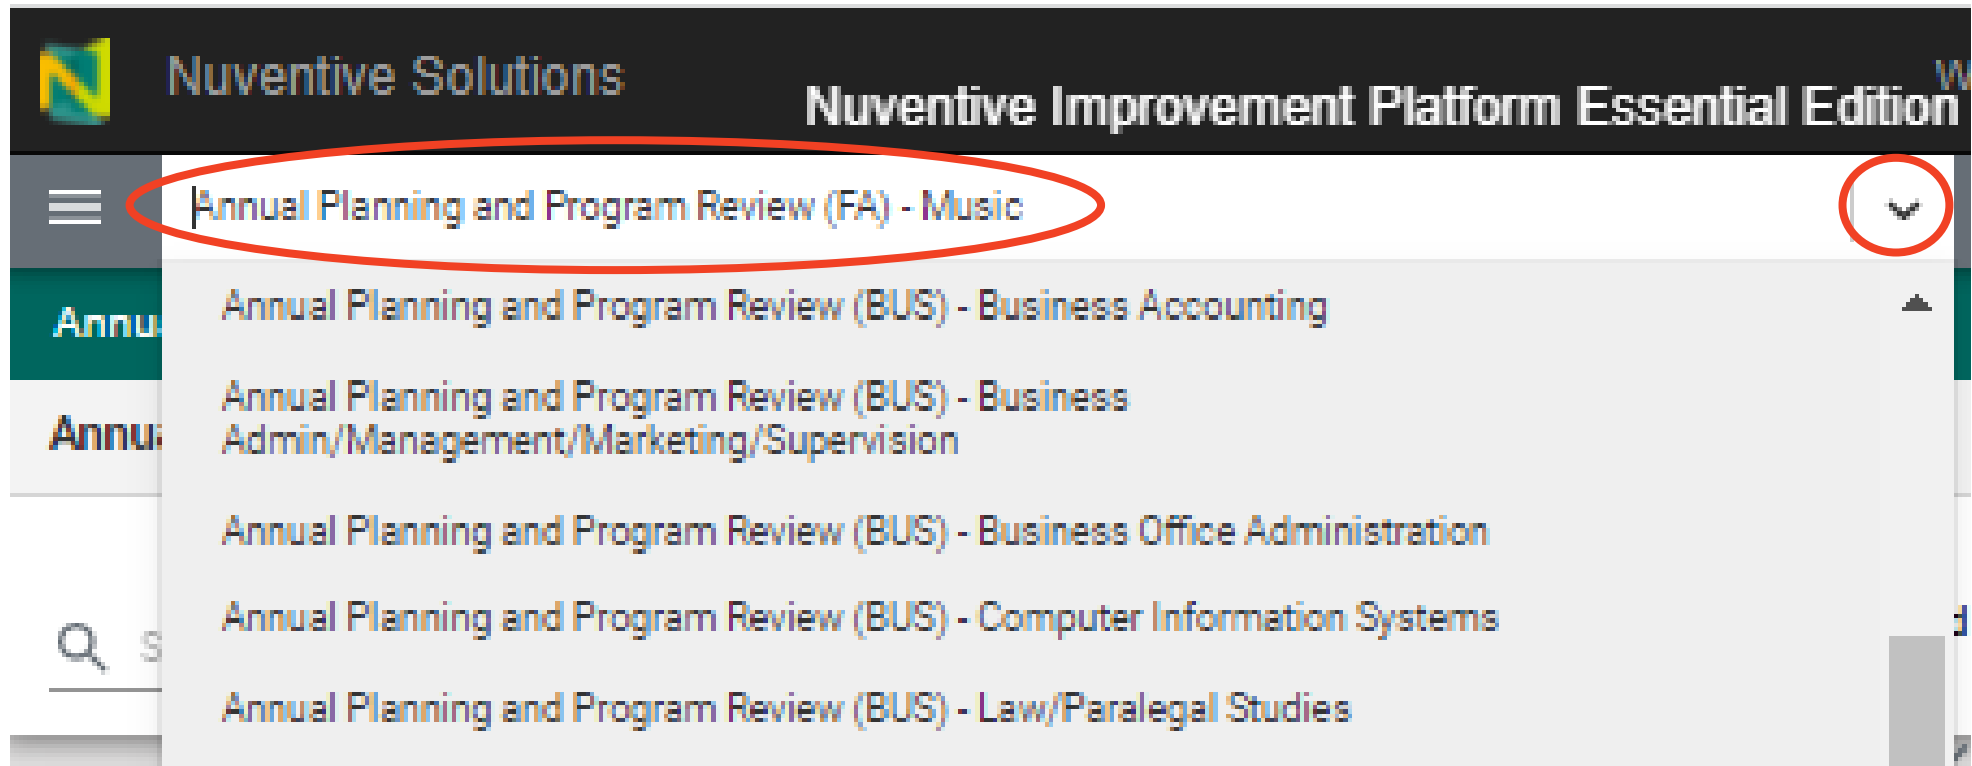 Nuventive Solutions
W
Nuventive Improvement Platform Essential Edition
Annual Planning and Program Review (FA) - Music
Annua
Annual Planning and Program Review (BUS) - Business Accounting
Annua
Annual Planning and Program Review (BUS) - Business
Admin/Management/Marketing/Supervision
Annual Planning and Program Review (BUS) - Business Office Administration
Annual Planning and Program Review (BUS) - Computer Information Systems
S
d
Annual Planning and Program Review (BUS) - Law/Paralegal Studies